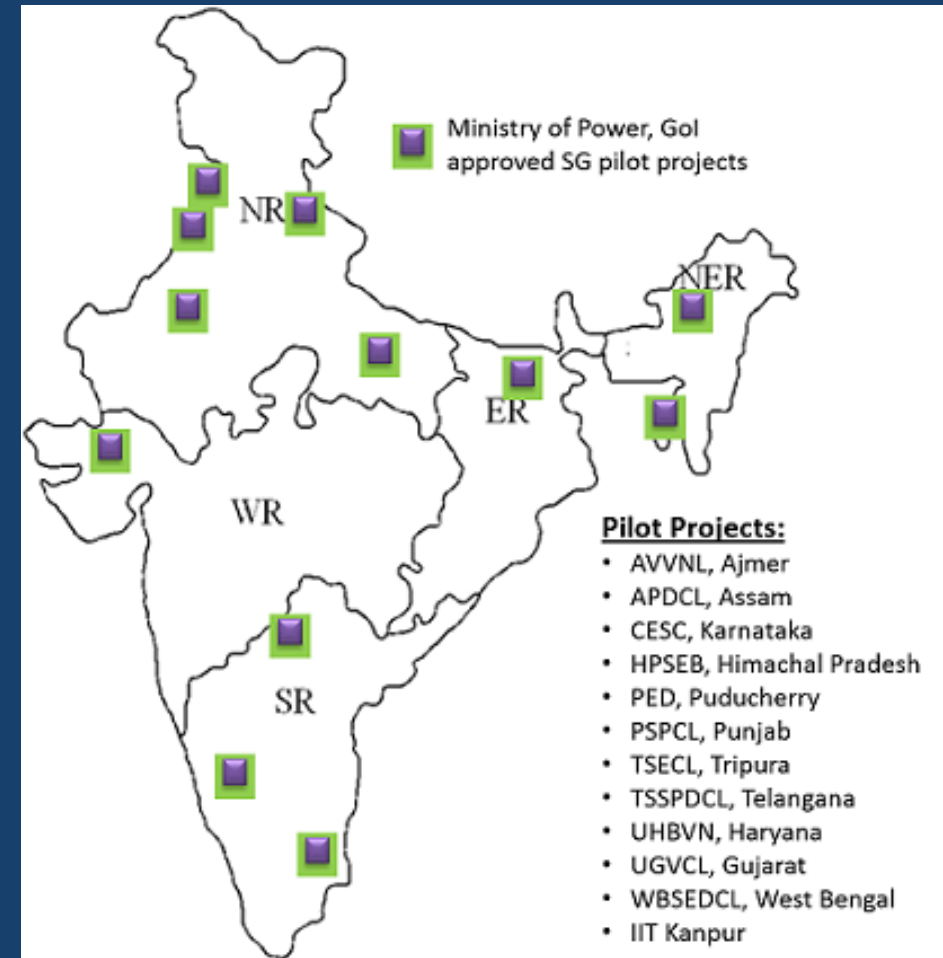 Ministry of Power, GoI
approved SG pilot projects
NR
NER
ER
WR
SR
Pilot Projects:
• AVVNL, Ajmer
• APDCL, Assam
• CESC, Karnataka
• HPSEB, Himachal Pradesh
• PED, Puducherry
• PSPCL, Punjab
• TSECL, Tripura
• TSSPDCL, Telangana
• UHBVN, Haryana
• UGVCL, Gujarat
• WBSEDCL, West Bengal
• IIT Kanpur